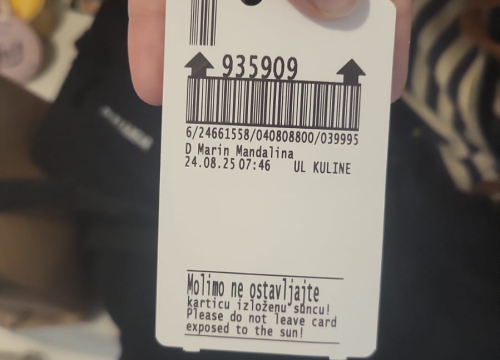 935909
6/24661558/040808800/039995
D Marin Mandalina
24.08.25 07:46 UL KULINE
Molimo ne ostavljajte
karticu izloženu suncu!
Please do not leave card
exposed to the sun!